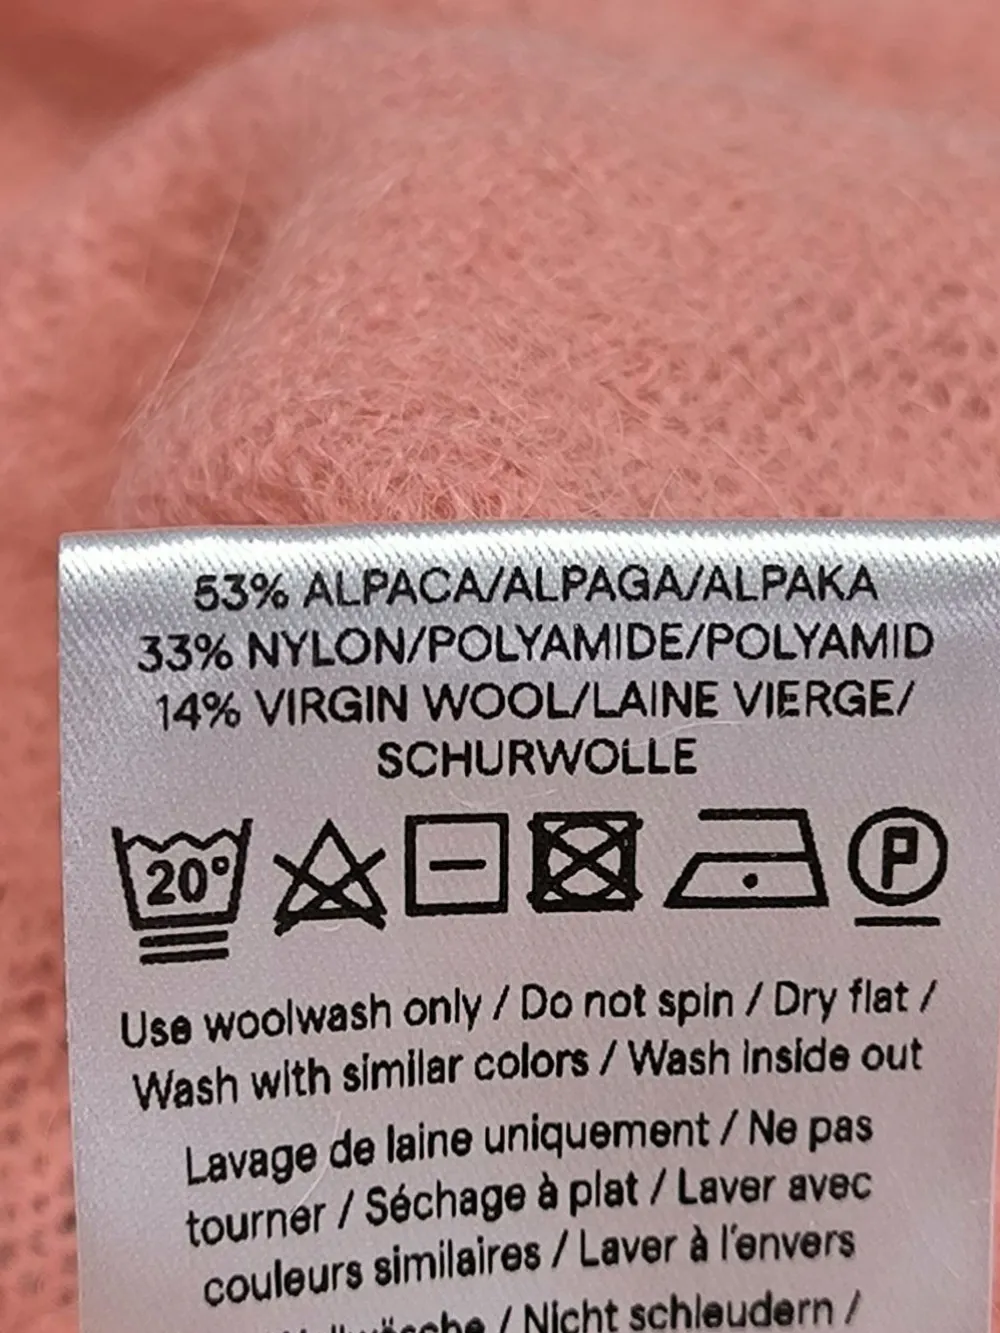 53% ALPACA/ALPAGA/ALPAKA
33% NYLON/POLYAMIDE/POLYAMID
14% VIRGIN WOOL/LAINE VIERGE/
SCHURWOLLE
20° P
Use woolwash only / Do not spin / Dry flat /
Wash with similar colors / Wash inside out
Lavage de laine uniquement / Ne pas
tourner / Séchage à plat / Laver avec
couleurs similaires / Laver à l'envers
/ Nicht schleudern /